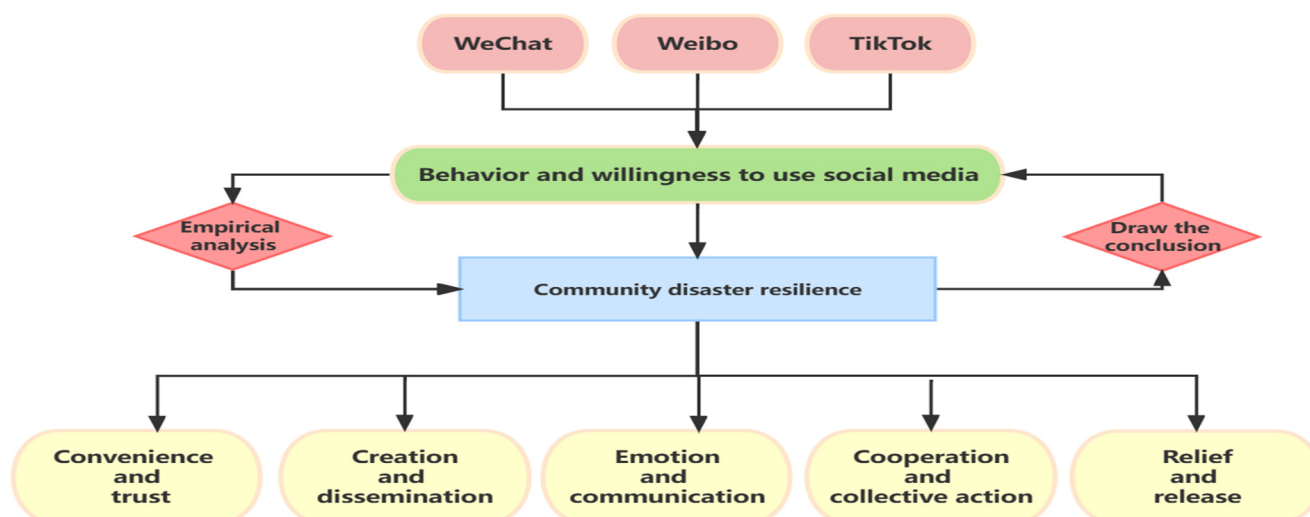 WeChat
Weibo
TikTok
Behavior and willingness to use social media
Empirical
analysis
Draw the
conclusion
Community disaster resilience
Convenience
and
trust
Creation
and
dissemination
Emotion
and
communication
Cooperation
and
collective action
Relief
and
release